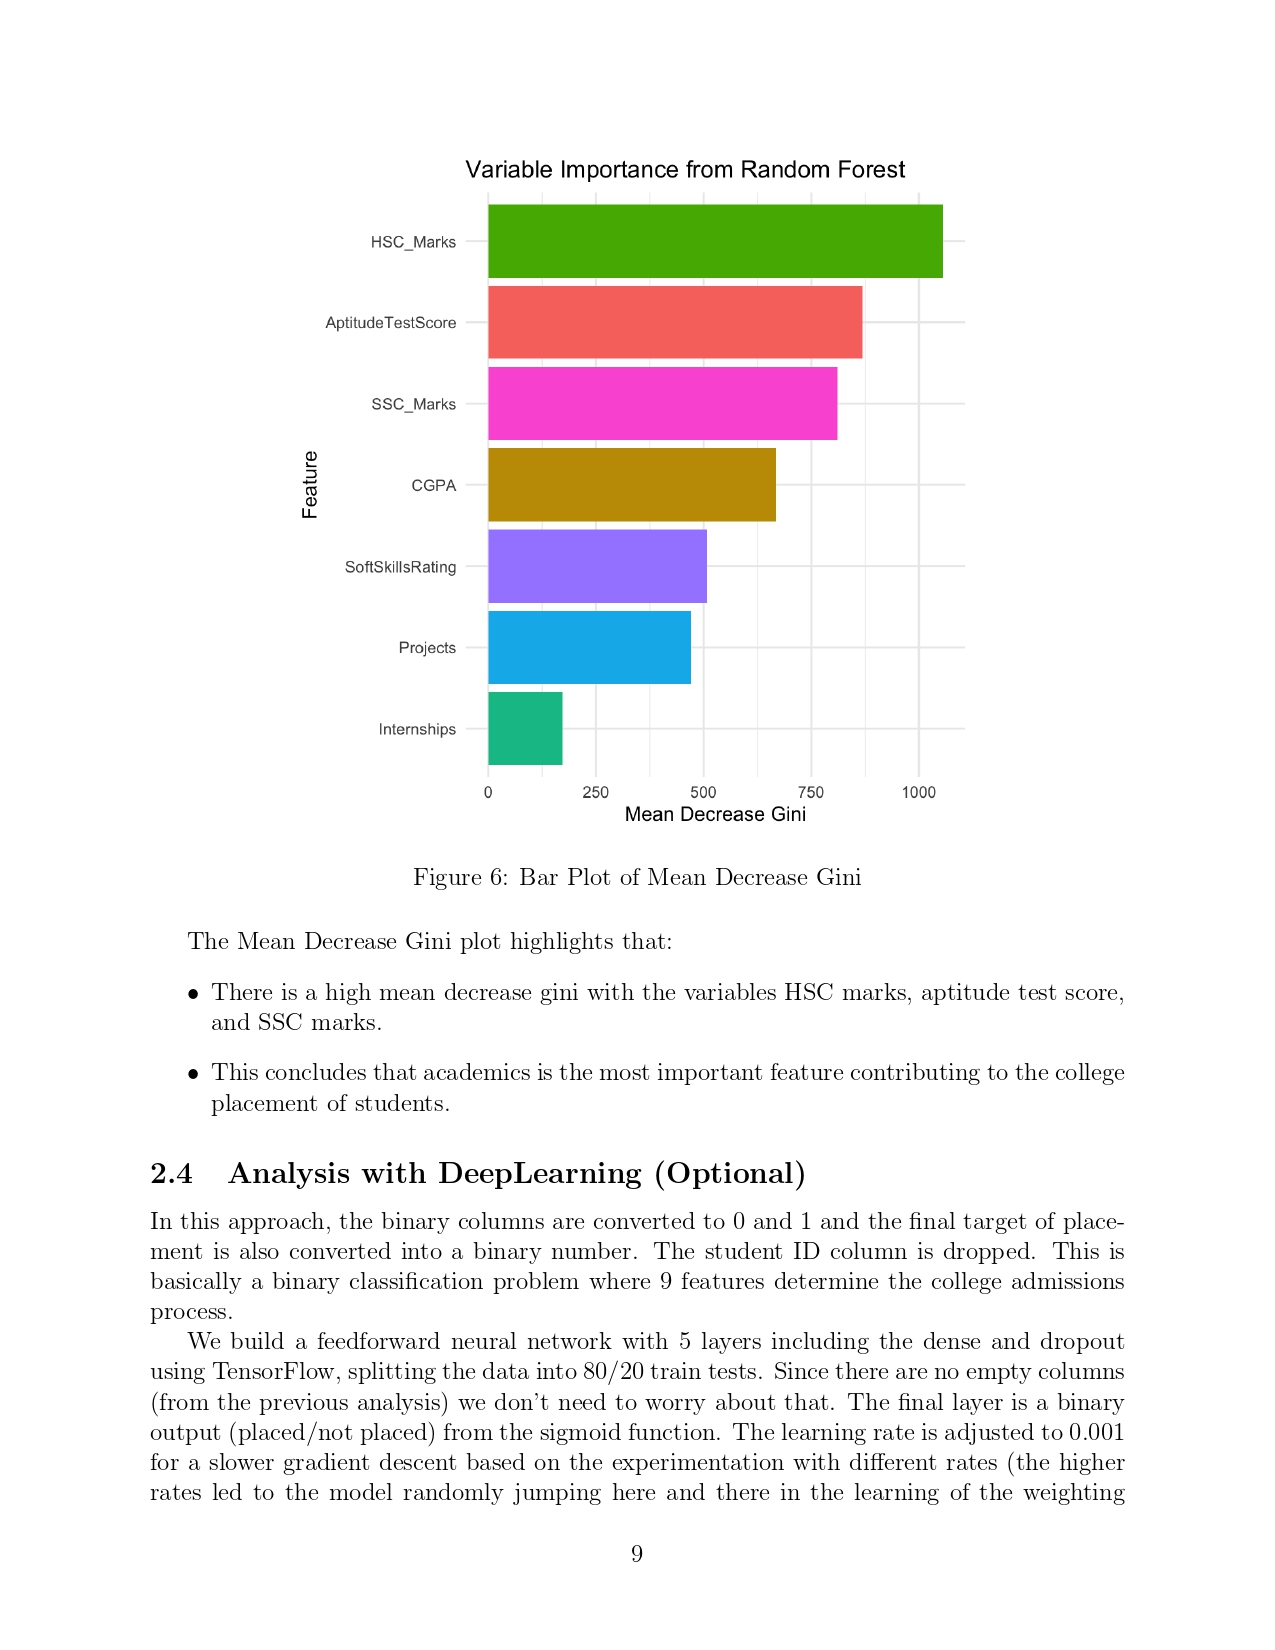 Variable Importance from Random Forest
HSC_Marks
AptitudeTestScore
SSC_Marks
CGPA
SoftSkillsRating
Projects
Internships
Feature
0 250 500 750 1000
Mean Decrease Gini
Figure 6: Bar Plot of Mean Decrease Gini
The Mean Decrease Gini plot highlights that:
• There is a high mean decrease gini with the variables HSC marks, aptitude test score,
and SSC marks.
• This concludes that academics is the most important feature contributing to the college
placement of students.
2.4 Analysis with DeepLearning (Optional)
In this approach, the binary columns are converted to 0 and 1 and the final target of place-
ment is also converted into a binary number. The student ID column is dropped. This is
basically a binary classification problem where 9 features determine the college admissions
process.
We build a feedforward neural network with 5 layers including the dense and dropout
using TensorFlow, splitting the data into 80/20 train tests. Since there are no empty columns
(from the previous analysis) we don't need to worry about that. The final layer is a binary
output (placed/not placed) from the sigmoid function. The learning rate is adjusted to 0.001
for a slower gradient descent based on the experimentation with different rates (the higher
rates led to the model randomly jumping here and there in the learning of the weighting
9